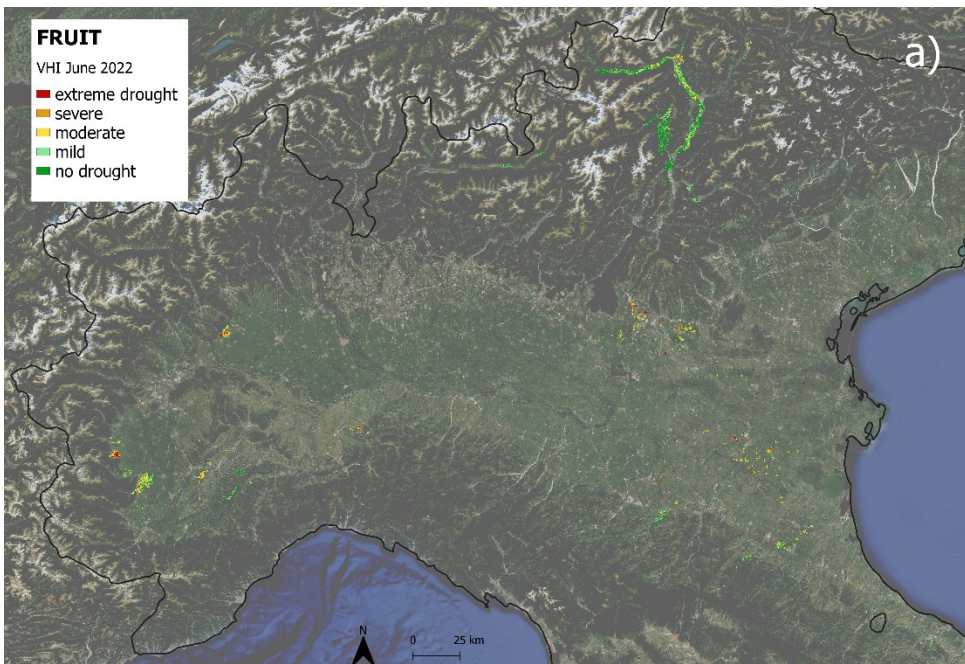 FRUIT
VHI June 2022
extreme drought
severe
moderate
mild
no drought
a)
N
0 25 km